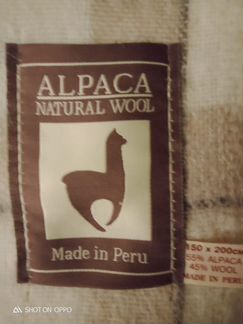 ALPACA
NATURAL WOOL
Made in Peru
150 x 200cm
55% ALPACA
45% WOOL
MADE IN PERU
SHOT ON OPPO